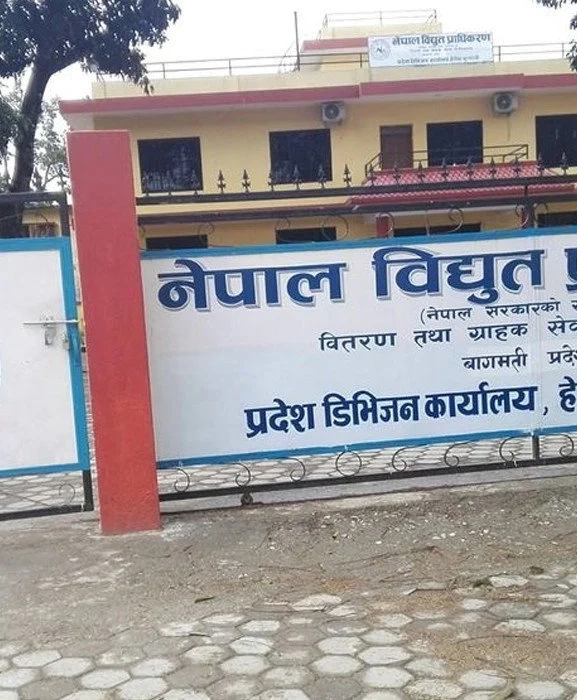 नेपाल विद्युत प्राधिकरण
नेपाल विद्युत प्र
(नेपाल सरकारको
वितरण तथा ग्राहक सेव
बागमती प्रदे
प्रदेश डिभिजन कार्यालय, हे